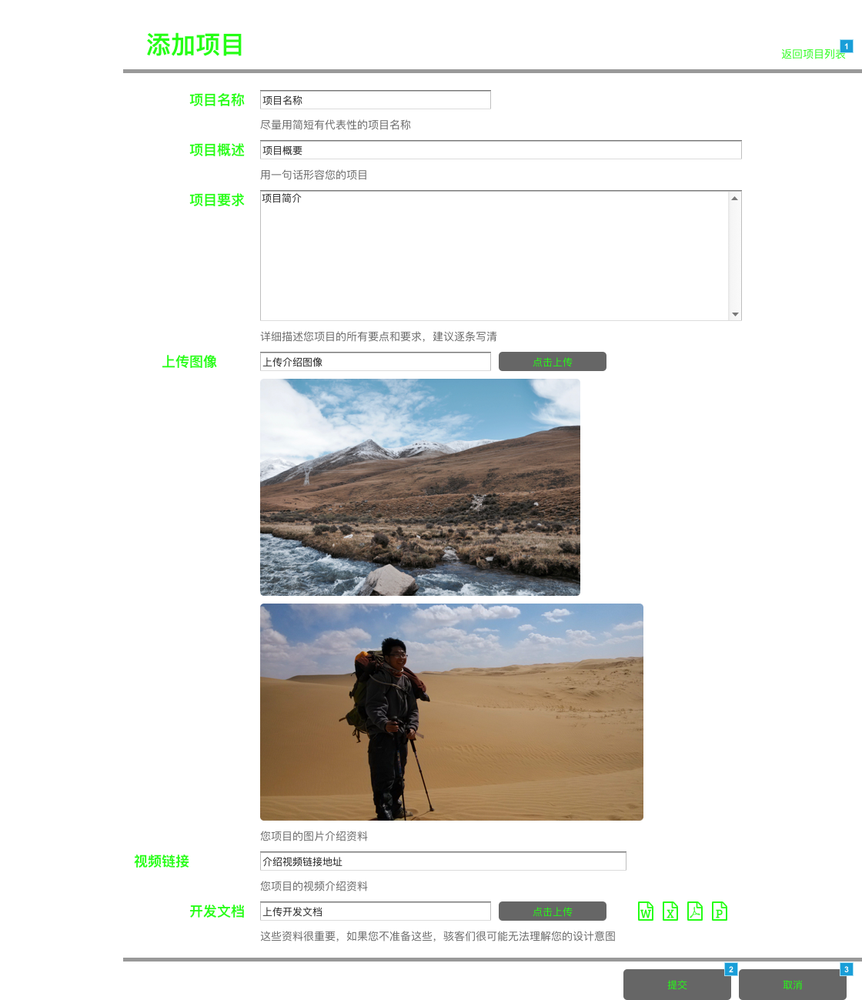 添加项目
1
返回项目列表
项目名称
项目名称
尽量用简短有代表性的项目名称
项目概述
项目概要
用一句话形容您的项目
项目要求
项目简介
详细描述您项目的所有要点和要求，建议逐条写清
上传图像
上传介绍图像
点击上传
您项目的图片介绍资料
视频链接
介绍视频链接地址
您项目的视频介绍资料
开发文档
上传开发文档
点击上传
W X P
这些资料很重要，如果您不准备这些，骇客们很可能无法理解您的设计意图
2
提交
3
取消